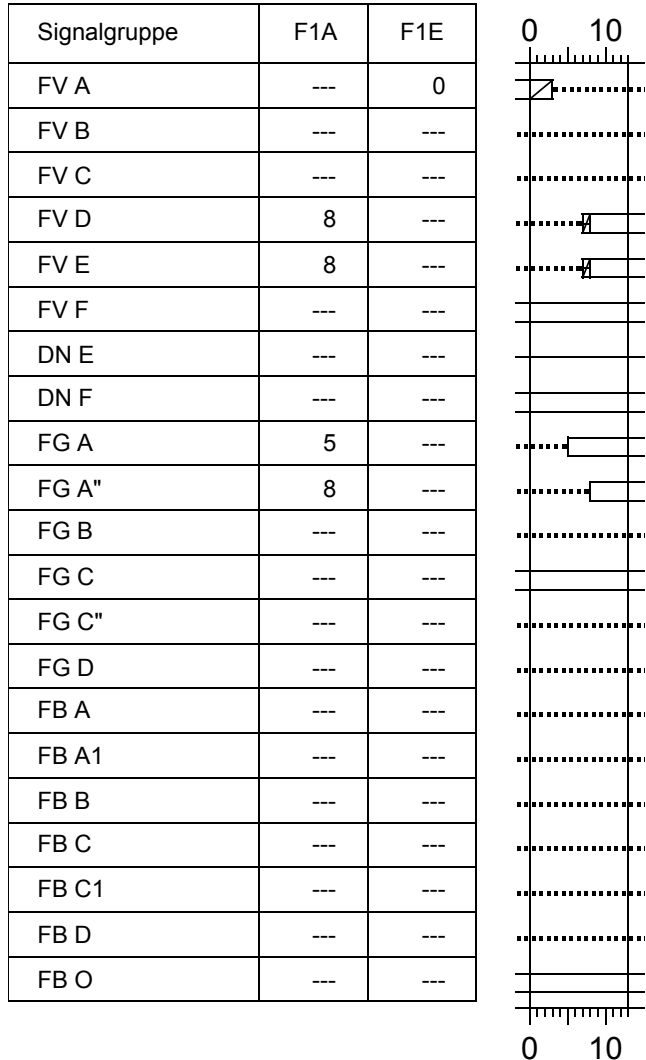 Signalgruppe F1A F1E 0 10
FV A --- 0
FV B --- ---
FV C --- ---
FV D 8 ---
FV E 8 ---
FV F --- ---
DN E --- ---
DN F --- ---
FG A 5 ---
FG A" 8 ---
FG B --- ---
FG C --- ---
FG C" --- ---
FG D --- ---
FB A --- ---
FB A1 --- ---
FB B --- ---
FB C --- ---
FB C1 --- ---
FB D --- ---
FB O --- ---
0 10